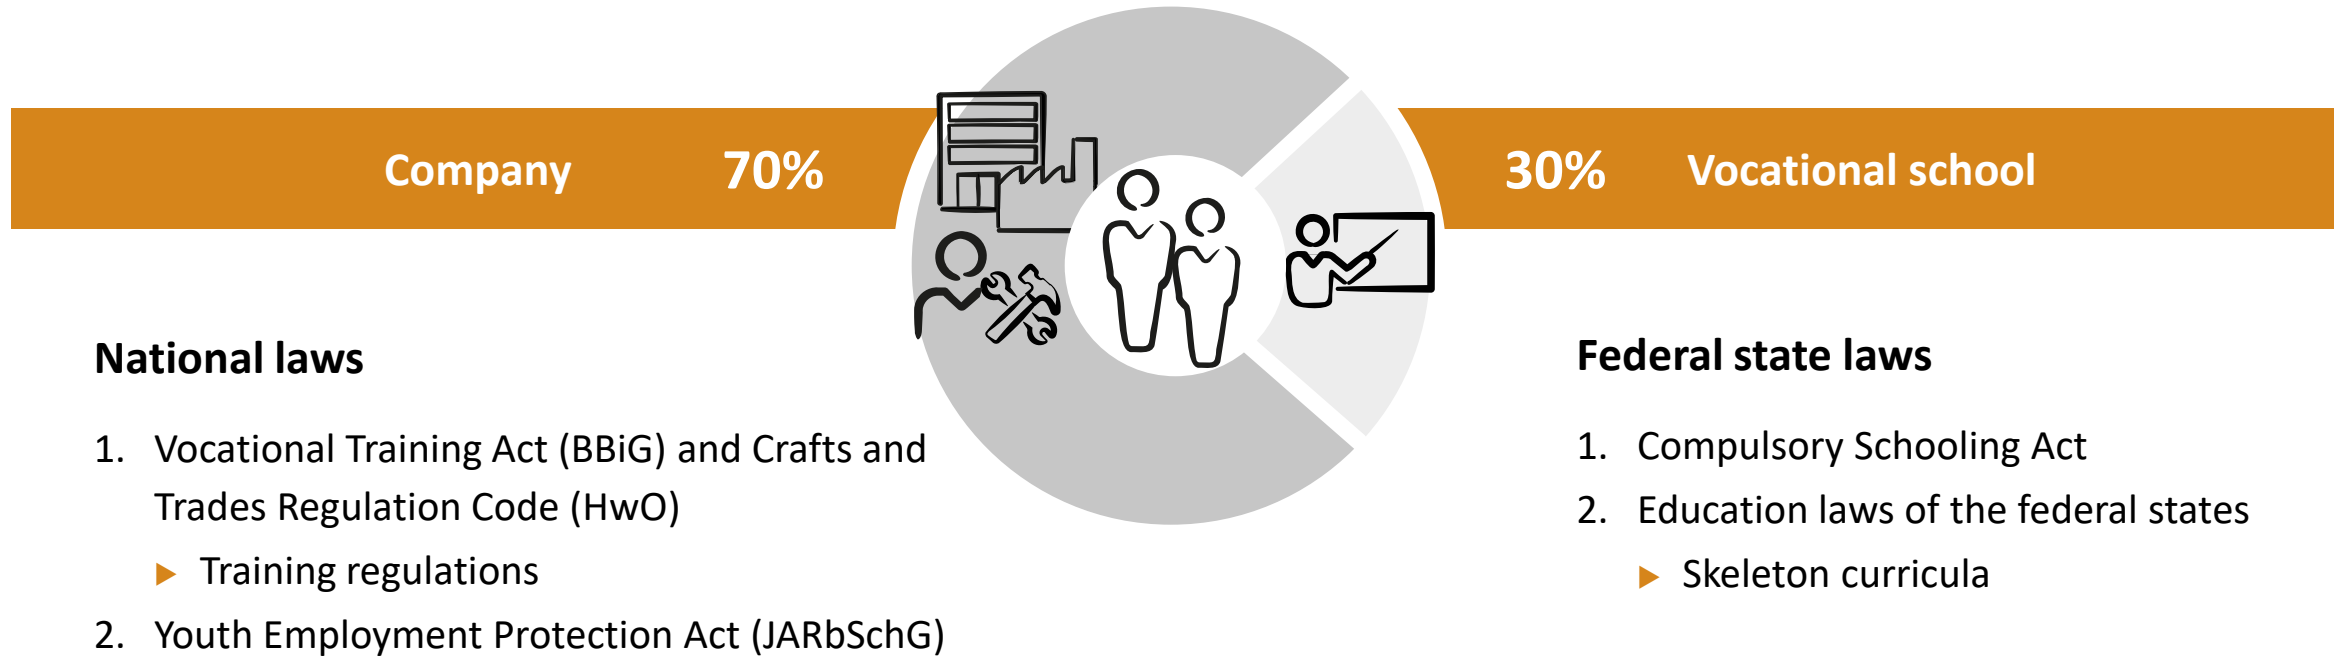 Company 70%
30% Vocational school
National laws
1. Vocational Training Act (BBiG) and Crafts and
Trades Regulation Code (HwO)
▶ Training regulations
2. Youth Employment Protection Act (JARbSchG)
Federal state laws
1. Compulsory Schooling Act
2. Education laws of the federal states
▶ Skeleton curricula